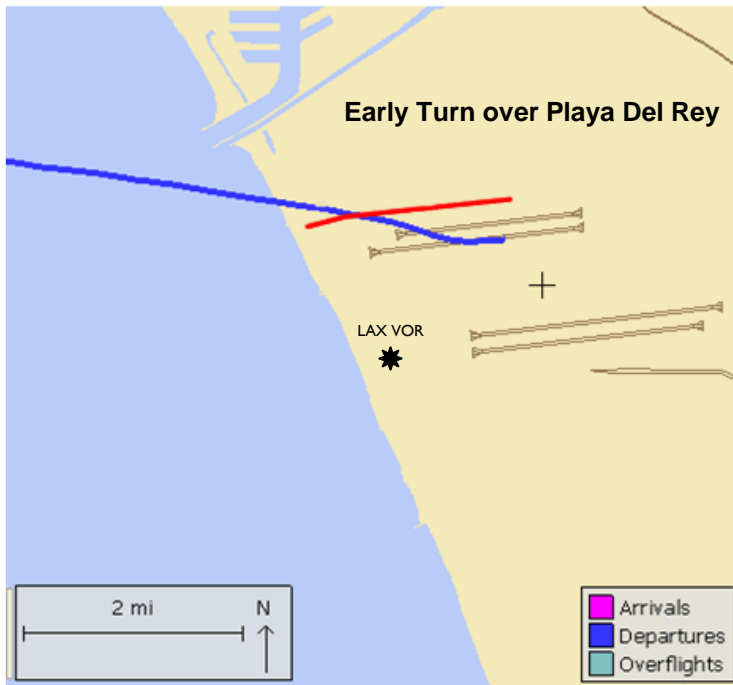 Early Turn over Playa Del Rey
LAX VOR
2 mi
N
Arrivals
Departures
Overflights